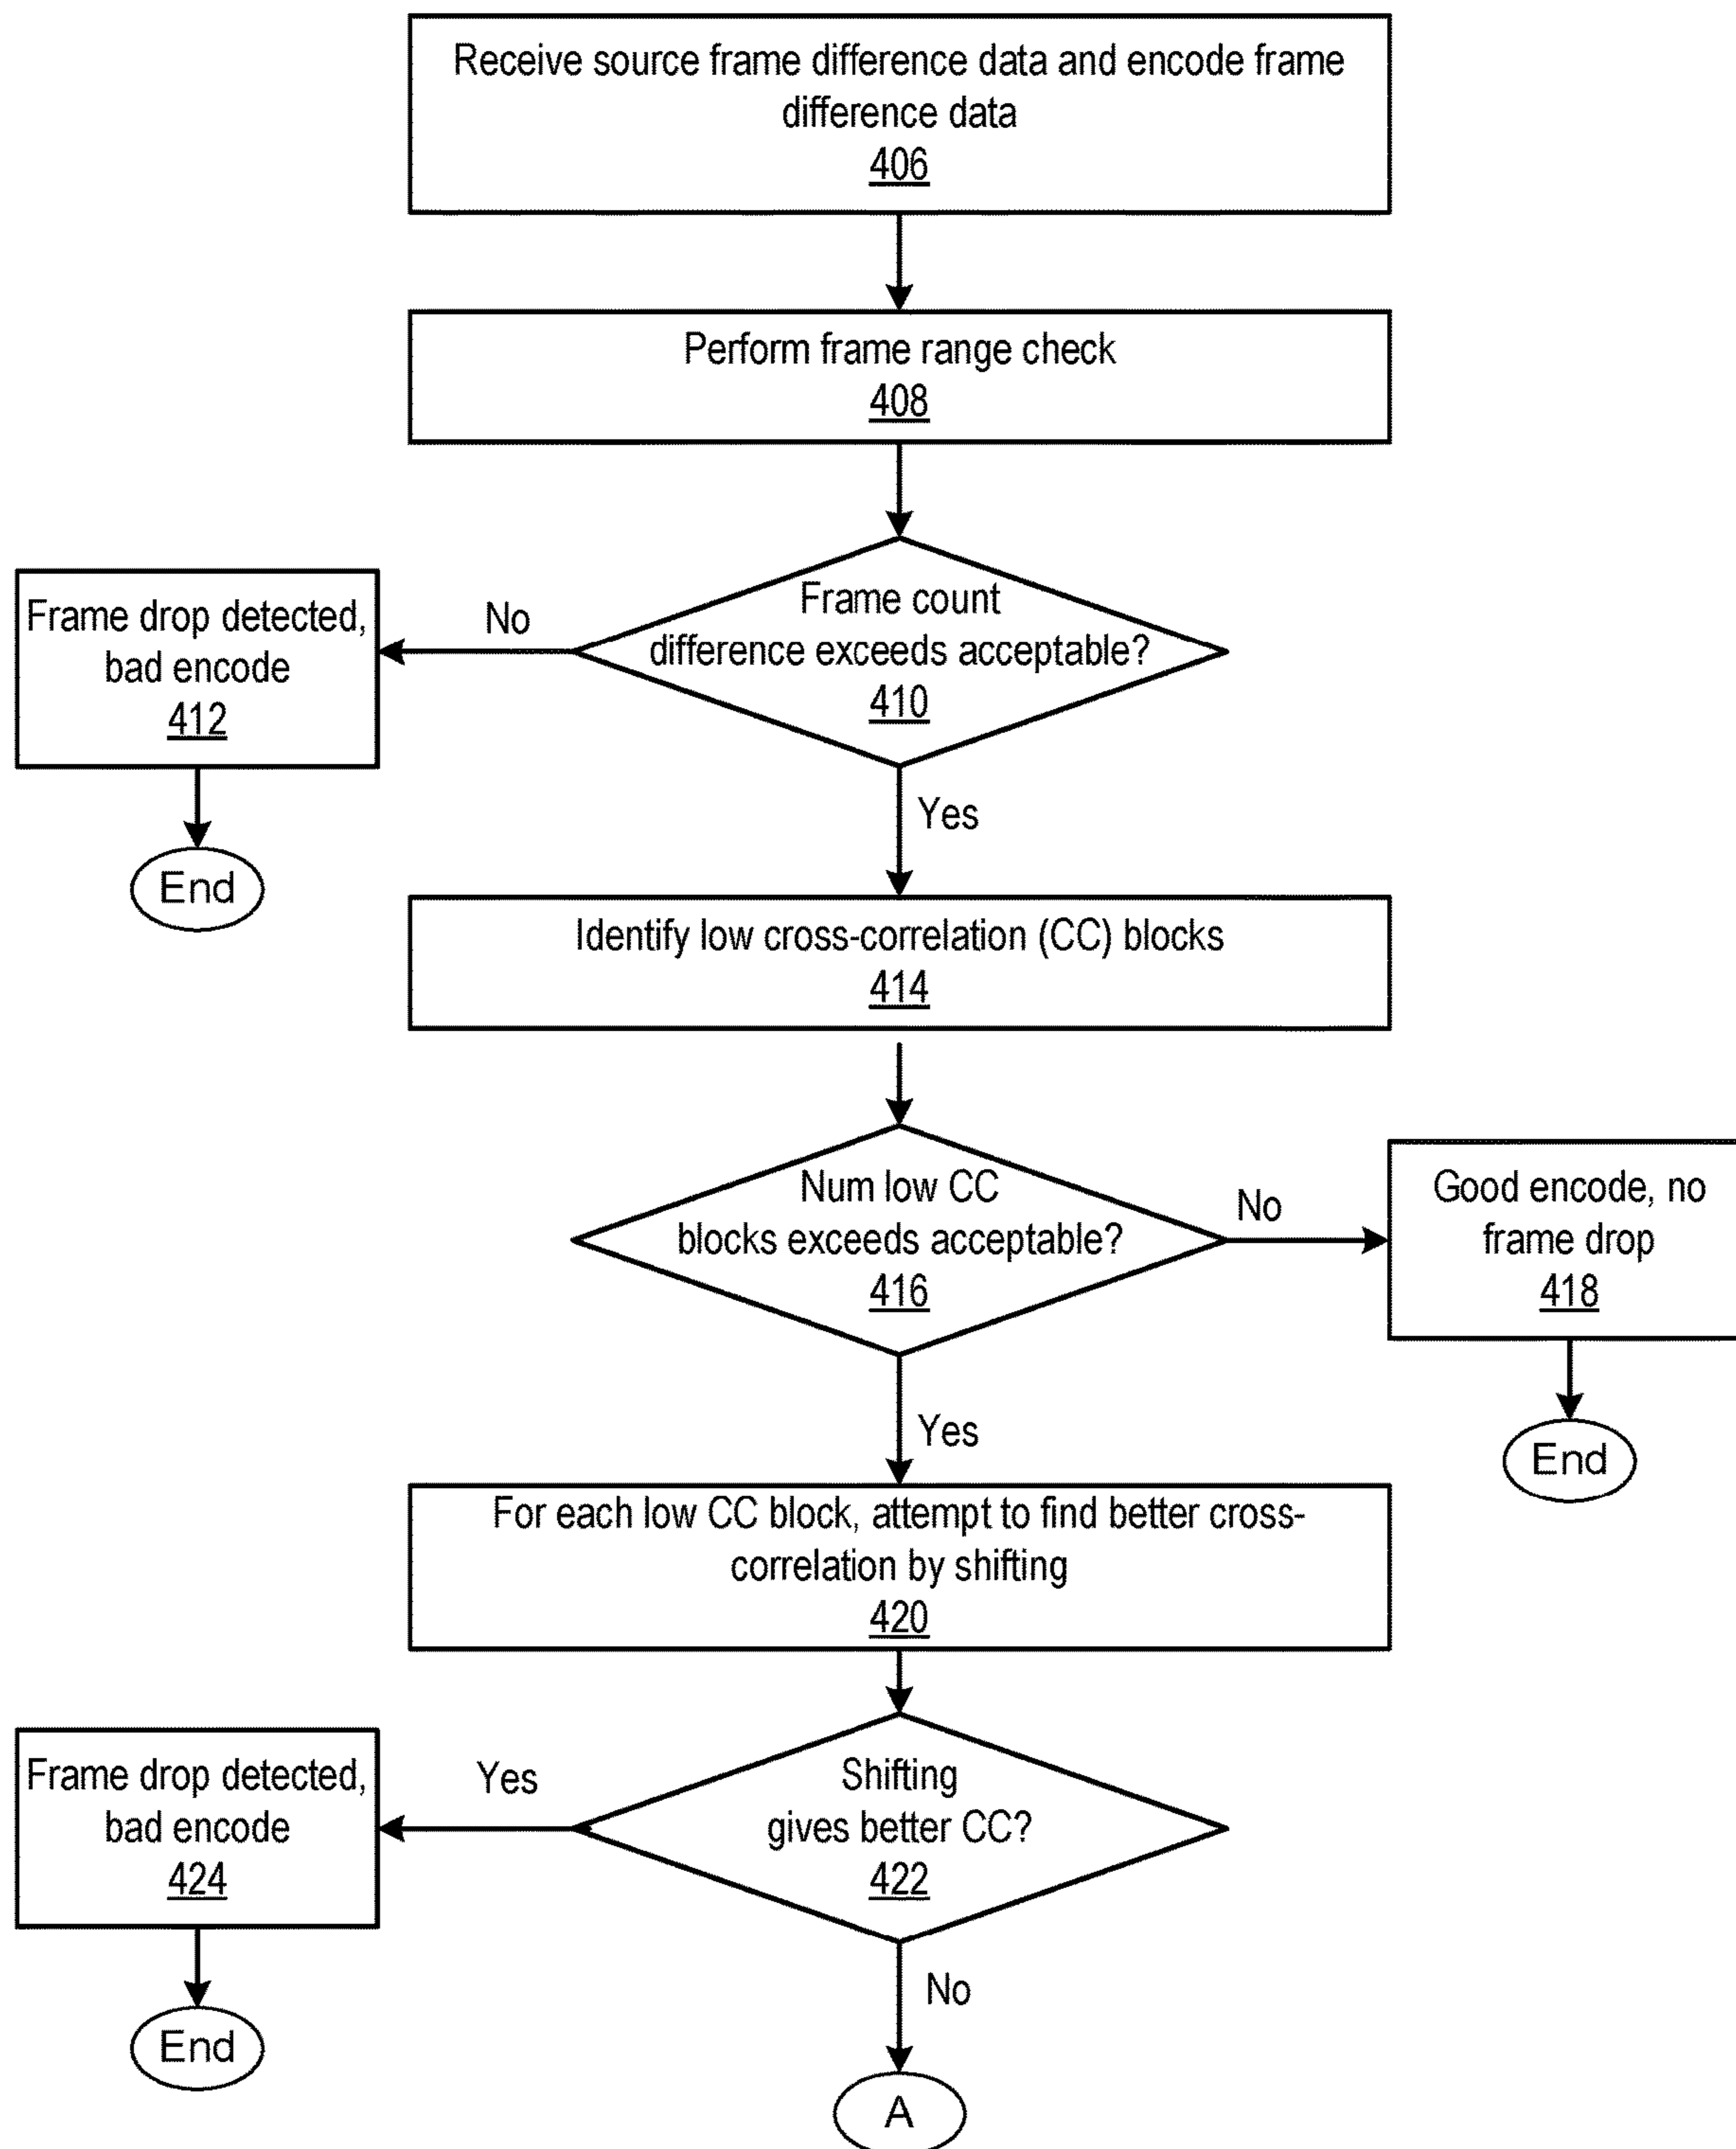 Receive source frame difference data and encode frame
difference data
406
Perform frame range check
408
Frame count
difference exceeds acceptable?
410
No
Frame drop detected,
bad encode
412
End
Yes
Identify low cross-correlation (CC) blocks
414
Num low CC
blocks exceeds acceptable?
416
No
Good encode, no
frame drop
418
End
Yes
For each low CC block, attempt to find better cross-
correlation by shifting
420
Shifting
gives better CC?
422
Yes
Frame drop detected,
bad encode
424
End
No
A